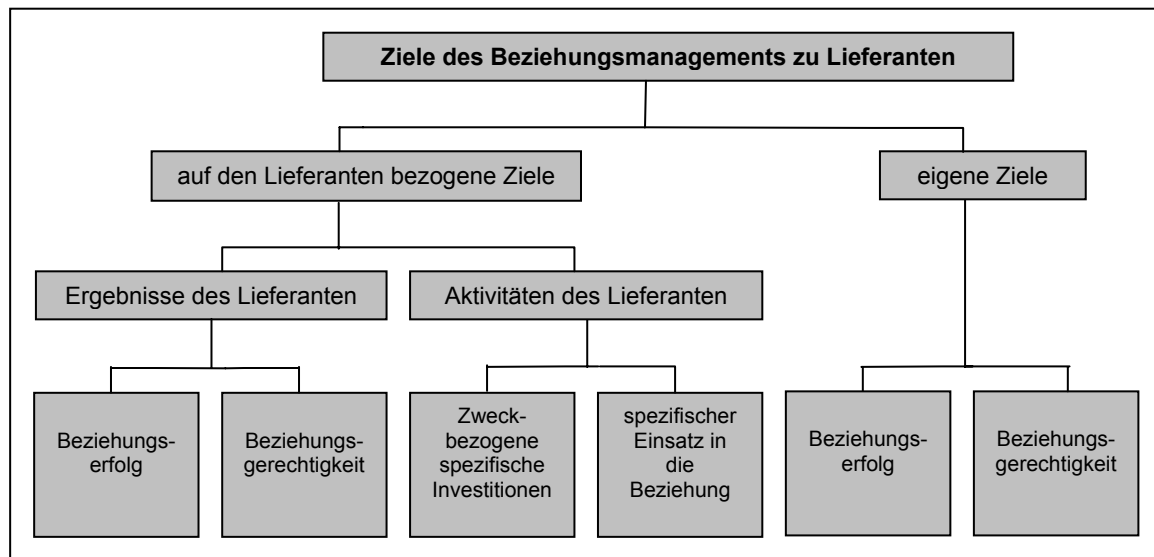 Ziele des Beziehungsmanagements zu Lieferanten
auf den Lieferanten bezogene Ziele
eigene Ziele
Ergebnisse des Lieferanten
Aktivitäten des Lieferanten
Beziehungs-
erfolg
Beziehungs-
gerechtigkeit
Zweck-
bezogene
spezifische
Investitionen
spezifischer
Einsatz in
die
Beziehung
Beziehungs-
erfolg
Beziehungs-
gerechtigkeit